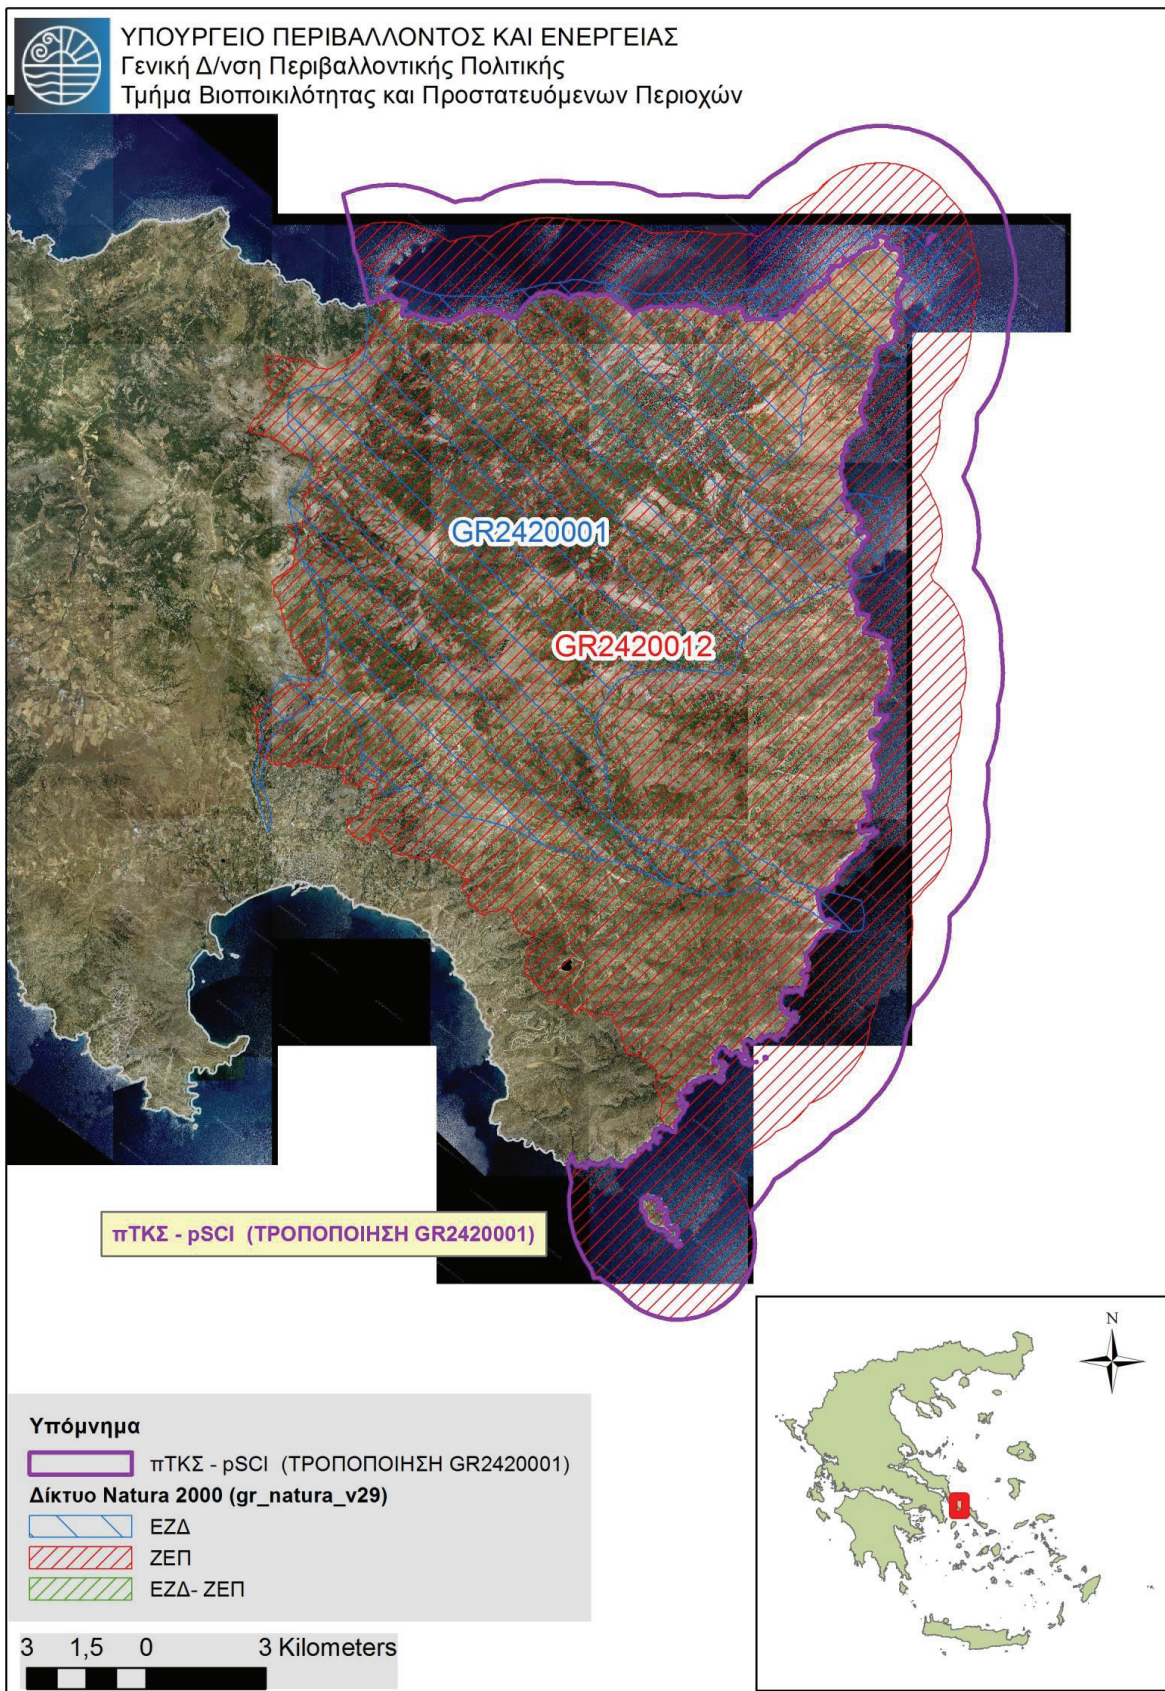 ΥΠΟΥΡΓΕΙΟ ΠΕΡΙΒΑΛΛΟΝΤΟΣ ΚΑΙ ΕΝΕΡΓΕΙΑΣ
Γενική Δ/νση Περιβαλλοντικής Πολιτικής
Τμήμα Βιοποικιλότητας και Προστατευόμενων Περιοχών
GR2420001
GR2420012
πΤΚΣ - pSCI (ΤΡΟΠΟΠΟΙΗΣΗ GR2420001)
N
Υπόμνημα
πΤΚΣ - pSCI (ΤΡΟΠΟΠΟΙΗΣΗ GR2420001)
Δίκτυο Natura 2000 (gr_natura_v29)
ΕΖΔ
ΖΕΠ
ΕΖΔ- ΖΕΠ
3 1,5 0 3 Kilometers